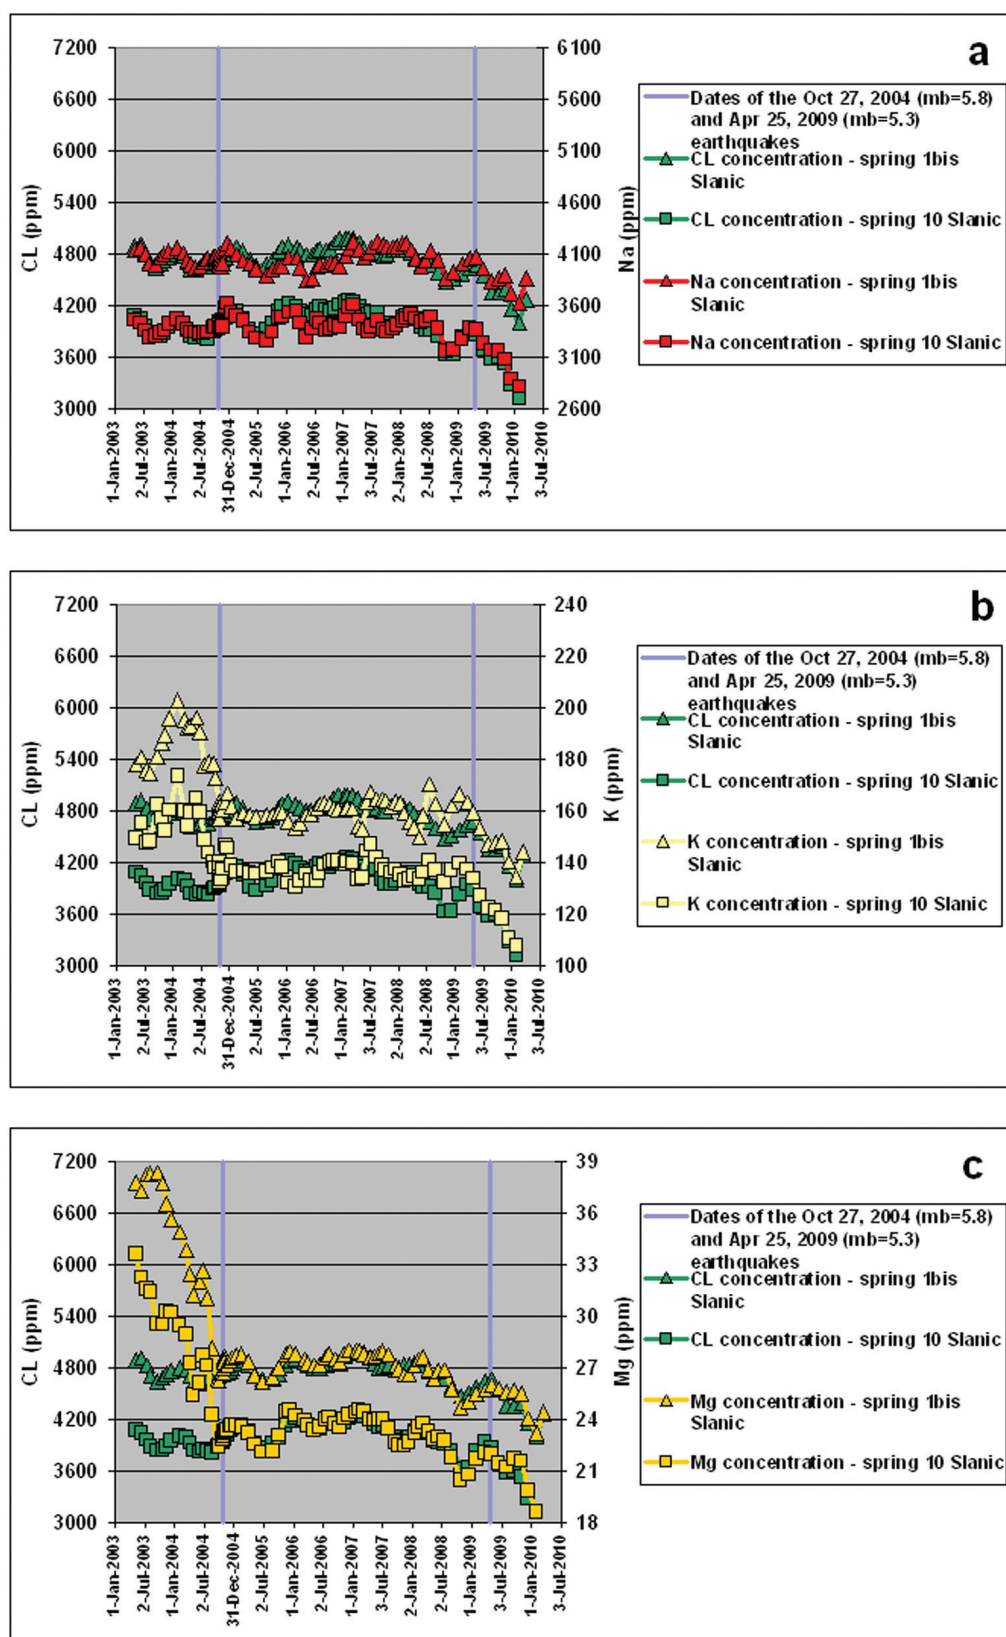 a
7200
6600
6000
5400
4800
4200
3600
3000
CL (ppm)
6100
5600
5100
4600
4100
3600
3100
2600
Na (ppm)
1-Jan-2003
2-Jul-2003
1-Jan-2004
2-Jul-2004
31-Dec-2004
2-Jul-2005
1-Jan-2006
2-Jul-2006
1-Jan-2007
3-Jul-2007
2-Jan-2008
2-Jul-2008
1-Jan-2009
3-Jul-2009
1-Jan-2010
3-Jul-2010
Dates of the Oct 27, 2004 (mb=5.8)
and Apr 25, 2009 (mb=5.3)
earthquakes
CL concentration - spring 1bis
Slanic
CL concentration - spring 10 Slanic
Na concentration - spring 1bis
Slanic
Na concentration - spring 10 Slanic
b
7200
6600
6000
5400
4800
4200
3600
3000
CL (ppm)
240
220
200
180
160
140
120
100
K (ppm)
1-Jan-2003
2-Jul-2003
1-Jan-2004
2-Jul-2004
31-Dec-2004
2-Jul-2005
1-Jan-2006
2-Jul-2006
1-Jan-2007
3-Jul-2007
2-Jan-2008
2-Jul-2008
1-Jan-2009
3-Jul-2009
1-Jan-2010
3-Jul-2010
Dates of the Oct 27, 2004 (mb=5.8)
and Apr 25, 2009 (mb=5.3)
earthquakes
CL concentration - spring 1bis
Slanic
CL concentration - spring 10 Slanic
K concentration - spring 1bis
Slanic
K concentration - spring 10 Slanic
c
7200
6600
6000
5400
4800
4200
3600
3000
CL (ppm)
39
36
33
30
27
24
21
18
Mg (ppm)
1-Jan-2003
2-Jul-2003
1-Jan-2004
2-Jul-2004
31-Dec-2004
2-Jul-2005
1-Jan-2006
2-Jul-2006
1-Jan-2007
3-Jul-2007
2-Jan-2008
2-Jul-2008
1-Jan-2009
3-Jul-2009
1-Jan-2010
3-Jul-2010
Dates of the Oct 27, 2004 (mb=5.8)
and Apr 25, 2009 (mb=5.3)
earthquakes
CL concentration - spring 1bis
Slanic
CL concentration - spring 10 Slanic
Mg concentration - spring 1bis
Slanic
Mg concentration - spring 10 Slanic